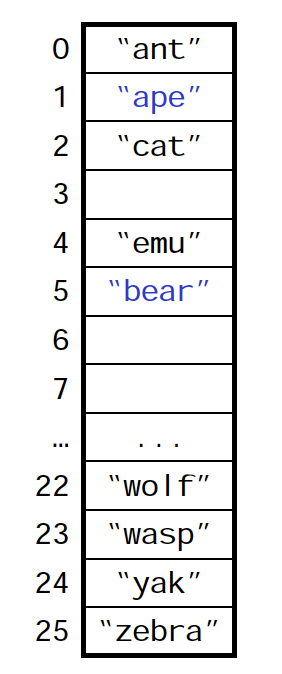 0 “ant”
1 “ape”
2 “cat”
3
4 “emu”
5 “bear”
6
7
… ...
22 “wolf”
23 “wasp”
24 “yak”
25 “zebra”